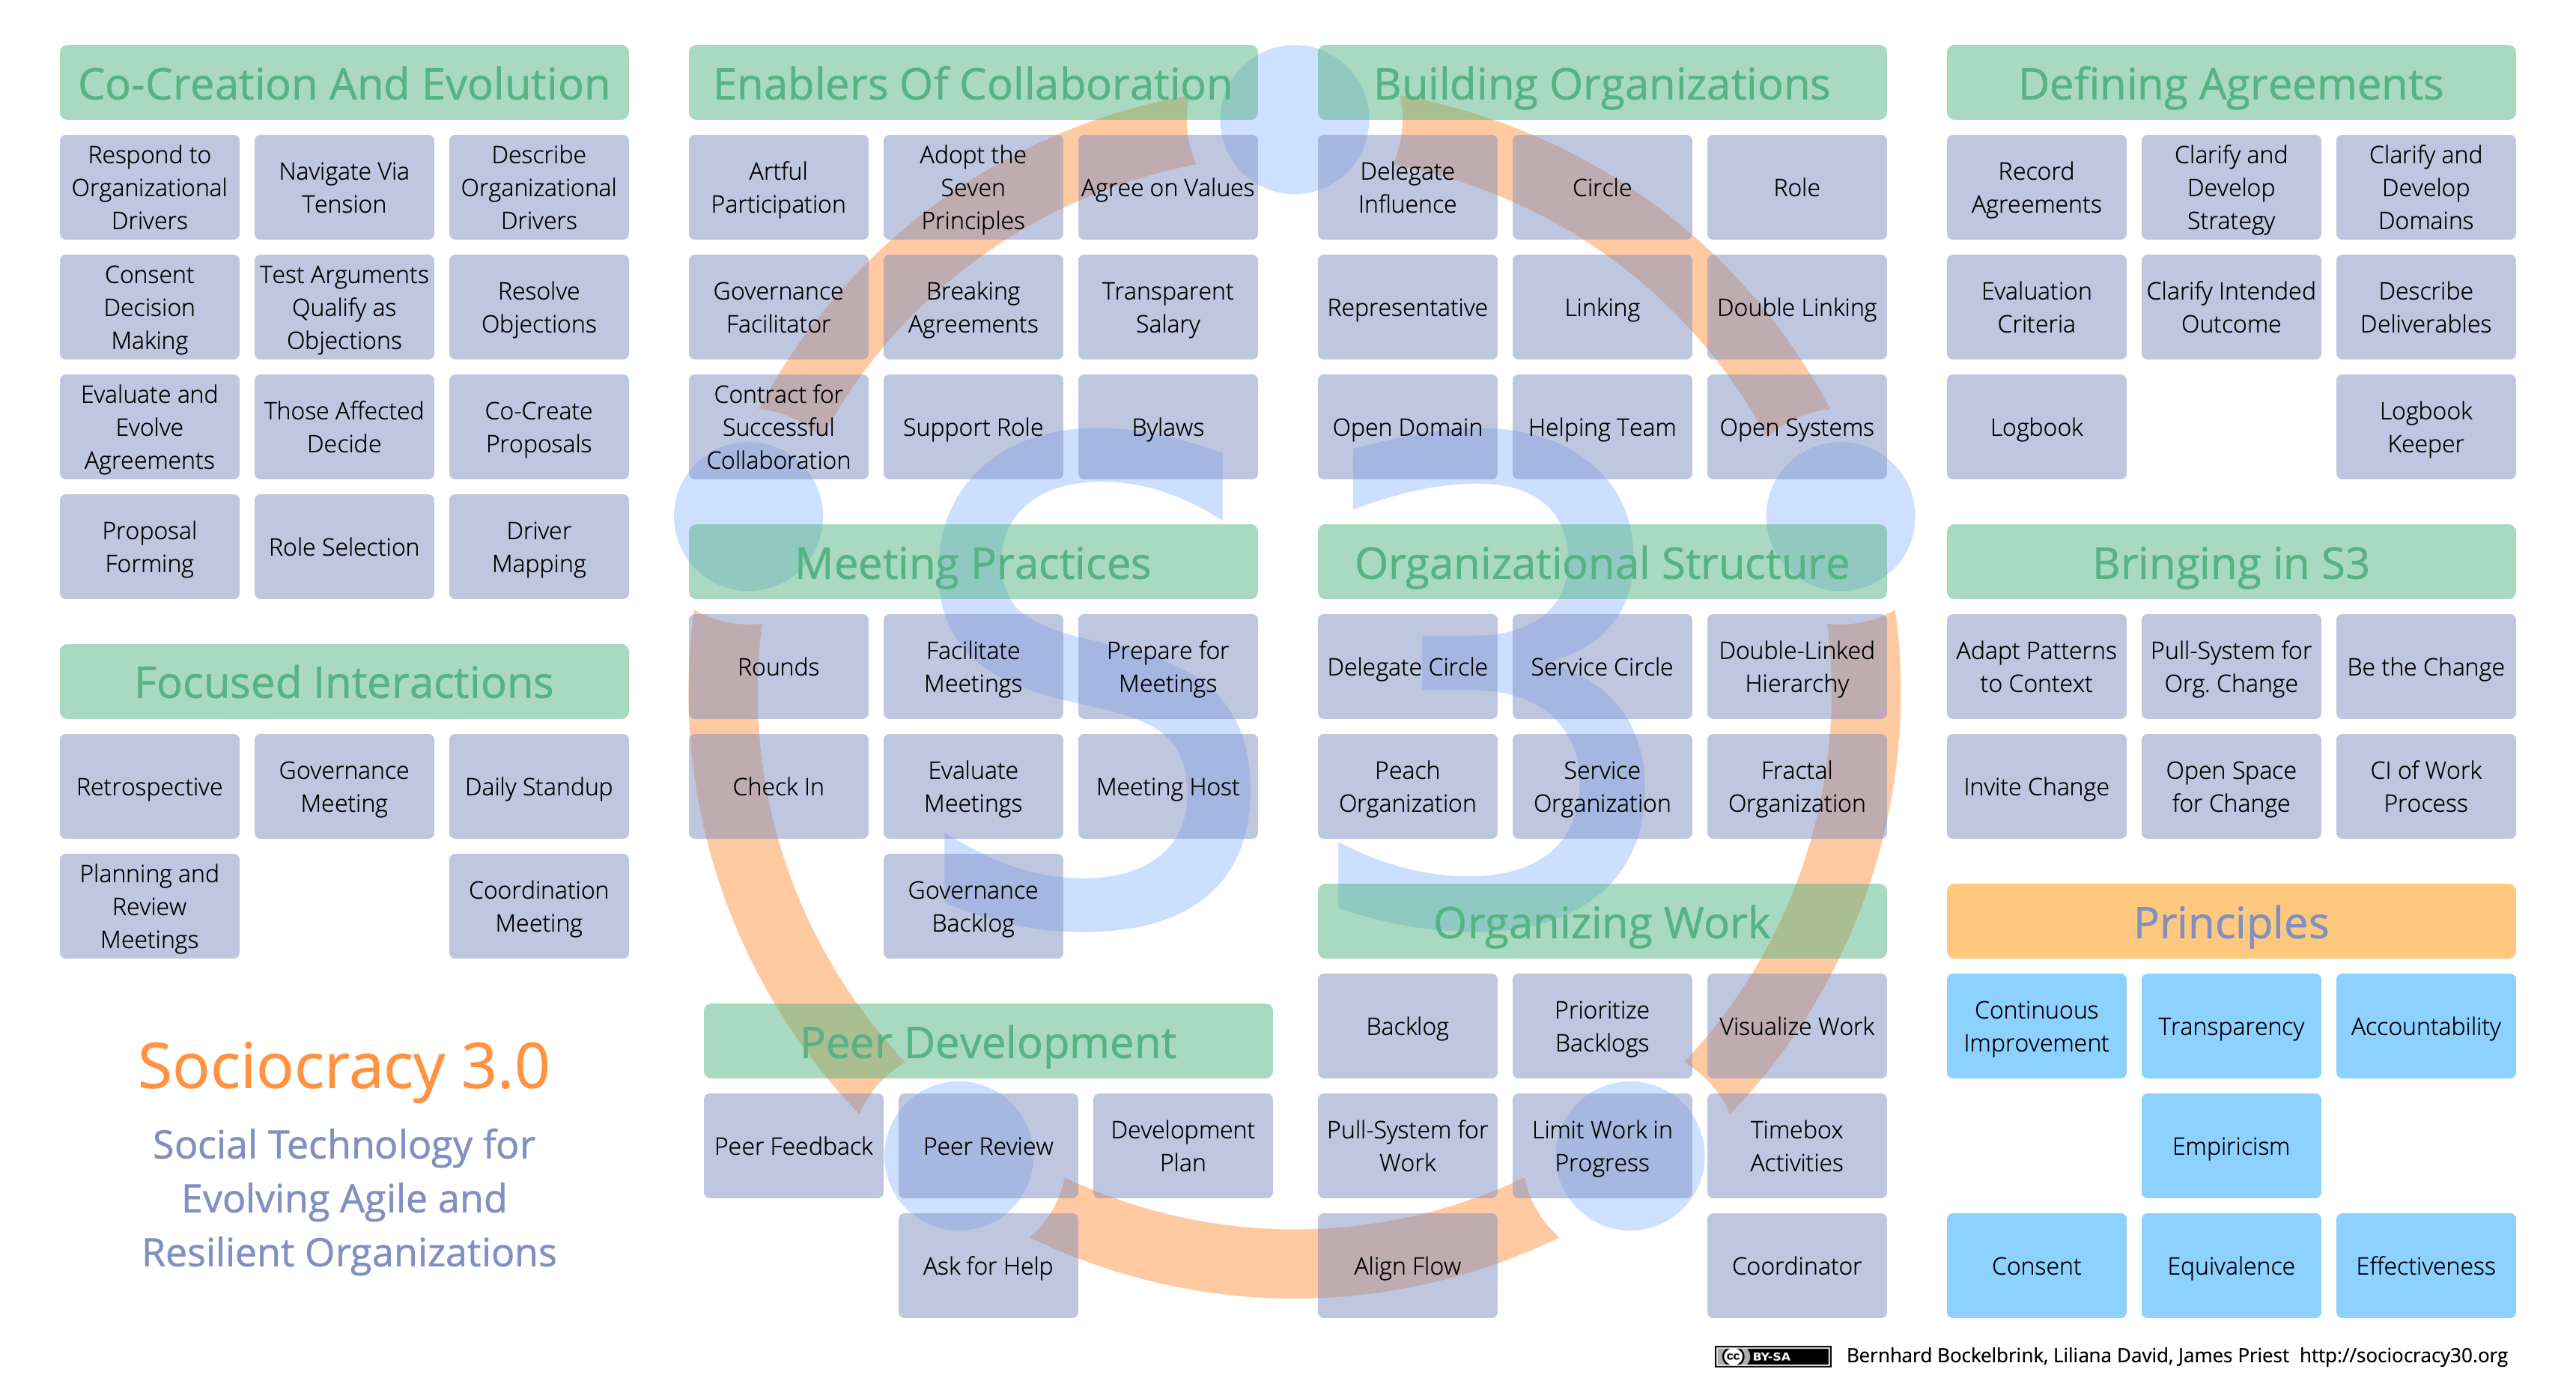 Co-Creation And Evolution
Respond to
Organizational
Drivers
Navigate Via
Tension
Describe
Organizational
Drivers
Consent
Decision
Making
Test Arguments
Qualify as
Objections
Resolve
Objections
Evaluate and
Evolve
Agreements
Those Affected
Decide
Co-Create
Proposals
Proposal
Forming
Role Selection
Driver
Mapping
Focused Interactions
Retrospective
Governance
Meeting
Daily Standup
Planning and
Review
Meetings
Coordination
Meeting
Sociocracy 3.0
Social Technology for
Evolving Agile and
Resilient Organizations
Enablers Of Collaboration
Artful
Participation
Adopt the
Seven
Principles
Agree on Values
Governance
Facilitator
Breaking
Agreements
Transparent
Salary
Contract for
Successful
Collaboration
Support Role
Bylaws
Meeting Practices
Rounds
Facilitate
Meetings
Prepare for
Meetings
Check In
Evaluate
Meetings
Meeting Host
Governance
Backlog
Peer Development
Peer Feedback
Peer Review
Development
Plan
Ask for Help
Building Organizations
Delegate
Influence
Circle
Role
Representative
Linking
Double Linking
Open Domain
Helping Team
Open Systems
Organizational Structure
Delegate Circle
Service Circle
Double-Linked
Hierarchy
Peach
Organization
Service
Organization
Fractal
Organization
Organizing Work
Backlog
Prioritize
Backlogs
Visualize Work
Pull-System for
Work
Limit Work in
Progress
Timebox
Activities
Align Flow
Coordinator
Defining Agreements
Record
Agreements
Clarify and
Develop
Strategy
Clarify and
Develop
Domains
Evaluation
Criteria
Clarify Intended
Outcome
Describe
Deliverables
Logbook
Logbook
Keeper
Bringing in S3
Adapt Patterns
to Context
Pull-System for
Org. Change
Be the Change
Invite Change
Open Space
for Change
CI of Work
Process
Principles
Continuous
Improvement
Transparency
Accountability
Empiricism
Consent
Equivalence
Effectiveness
S3
cc BY-SA
Bernhard Bockelbrink, Liliana David, James Priest http://sociocracy30.org